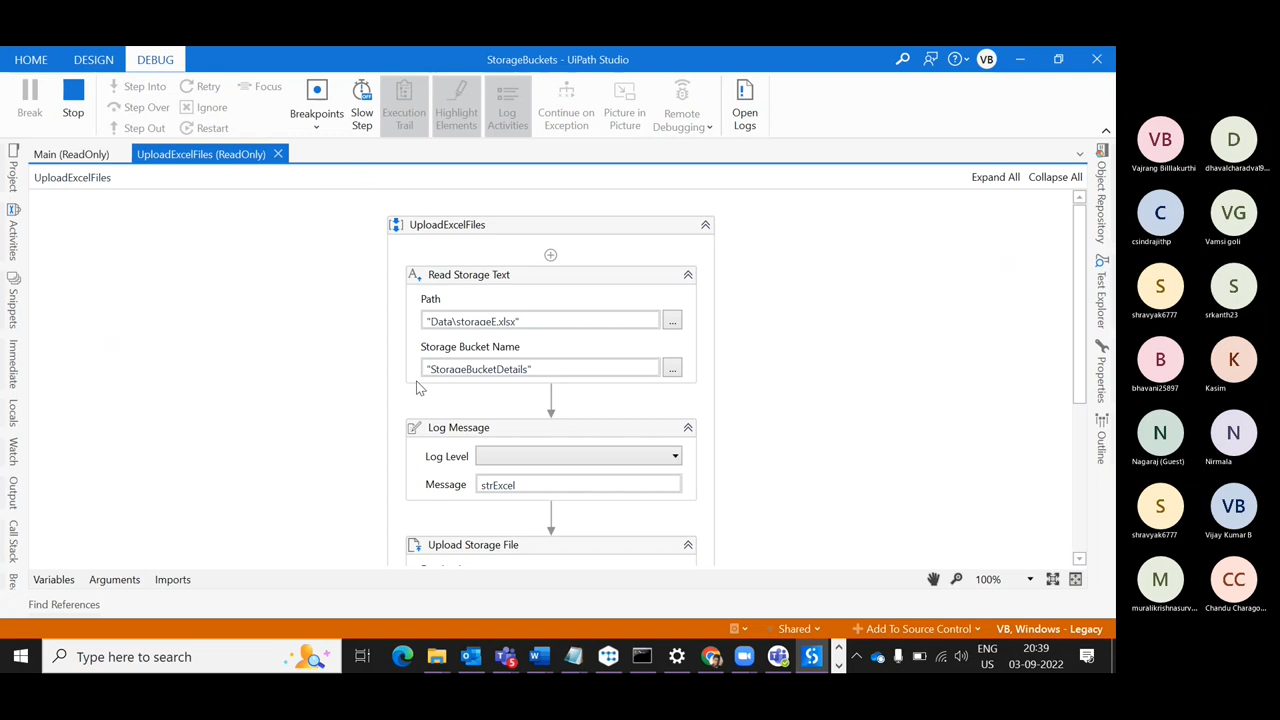 HOME
DESIGN
DEBUG
StorageBuckets - UiPath Studio
VB
Break
Stop
Step Into
Step Over
Step Out
Retry
Ignore
Restart
Focus
Breakpoints
Slow
Step
Execution
Trail
Highlight
Elements
Log
Activities
Continue on
Exception
Picture in
Picture
Remote
Debugging
Open
Logs
Main (ReadOnly)
UploadExcelFiles (ReadOnly)
UploadExcelFiles
Expand All
Collapse All
Project
Activities
Snippets
Immediate
Locals
Watch
Output
Call Stack
Bre
UploadExcelFiles
Read Storage Text
Path
"Data\storageE.xlsx"
...
Storage Bucket Name
"StorageBucketDetails"
...
Log Message
Log Level
Message
strExcel
Upload Storage File
Object Repository
Test Explorer
Properties
Outline
Variables
Arguments
Imports
100%
Find References
Shared
Add To Source Control
VB, Windows - Legacy
Type here to search
ENG
US
20:39
03-09-2022
VB
Vajrang Billlakurthi
D
dhavalcharadva19...
C
csindrajithp
VG
Vamsi goli
S
shravyak6777
S
srkanth23
B
bhavani25897
K
Kasim
N
Nagaraj (Guest)
N
Nirmala
S
shravyak6777
VB
Vijay Kumar B
M
muralikrishnasurv...
CC
Chandu Charago...